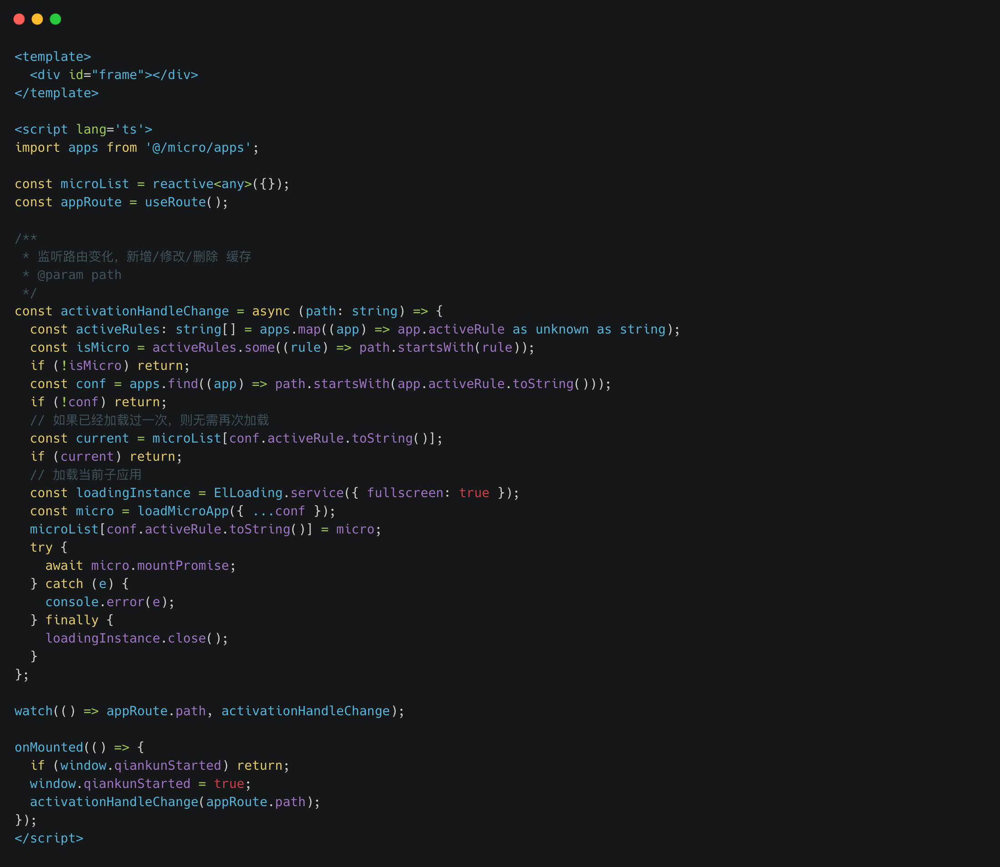 <template>
  <div id="frame"></div>
</template>

<script lang='ts'>
import apps from '@/micro/apps';

const microList = reactive<any>({});
const appRoute = useRoute();

/**
 * 监听路由变化，新增/修改/删除 缓存
 * @param path
 */
const activationHandleChange = async (path: string) => {
  const activeRules: string[] = apps.map((app) => app.activeRule as unknown as string);
  const isMicro = activeRules.some((rule) => path.startsWith(rule));
  if (!isMicro) return;
  const conf = apps.find((app) => path.startsWith(app.activeRule.toString()));
  if (!conf) return;
  // 如果已经加载过一次，则无需再次加载
  const current = microList[conf.activeRule.toString()];
  if (current) return;
  // 加载当前子应用
  const loadingInstance = ElLoading.service({ fullscreen: true });
  const micro = loadMicroApp({ ...conf });
  microList[conf.activeRule.toString()] = micro;
  try {
    await micro.mountPromise;
  } catch (e) {
    console.error(e);
  } finally {
    loadingInstance.close();
  }
};

watch(() => appRoute.path, activationHandleChange);

onMounted(() => {
  if (window.qiankunStarted) return;
  window.qiankunStarted = true;
  activationHandleChange(appRoute.path);
});
</script>